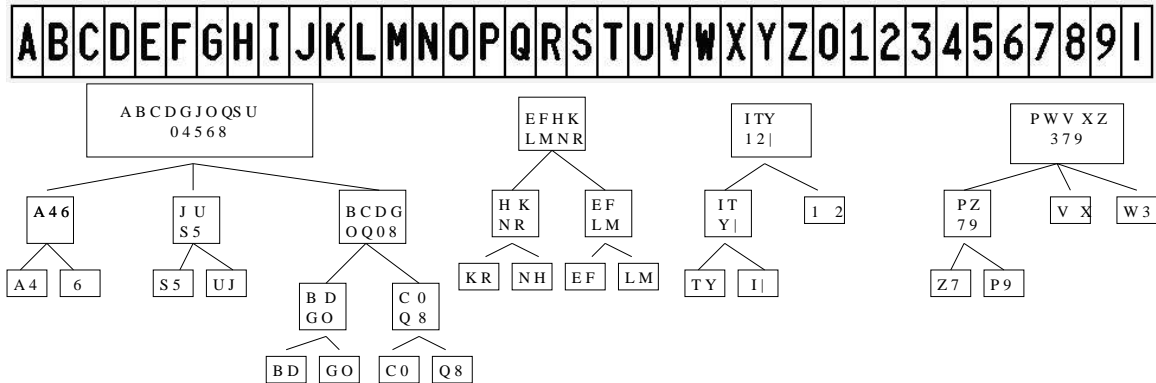 ABCDEFGHIJKLMNOPQRSTUVWXYZ0123456789|
A B C D G J O Q S U
0 4 5 6 8
E F H K
L M N R
I T Y
1 2 |
P W V X Z
3 7 9
A 4 6
J U
S 5
B C D G
O Q 0 8
H K
N R
E F
L M
I T
Y |
1 2
P Z
7 9
V X
W 3
A 4
6
S 5
U J
K R
N H
E F
L M
T Y
I |
Z 7
P 9
B D
G O
C 0
Q 8
B D
G O
C 0
Q 8